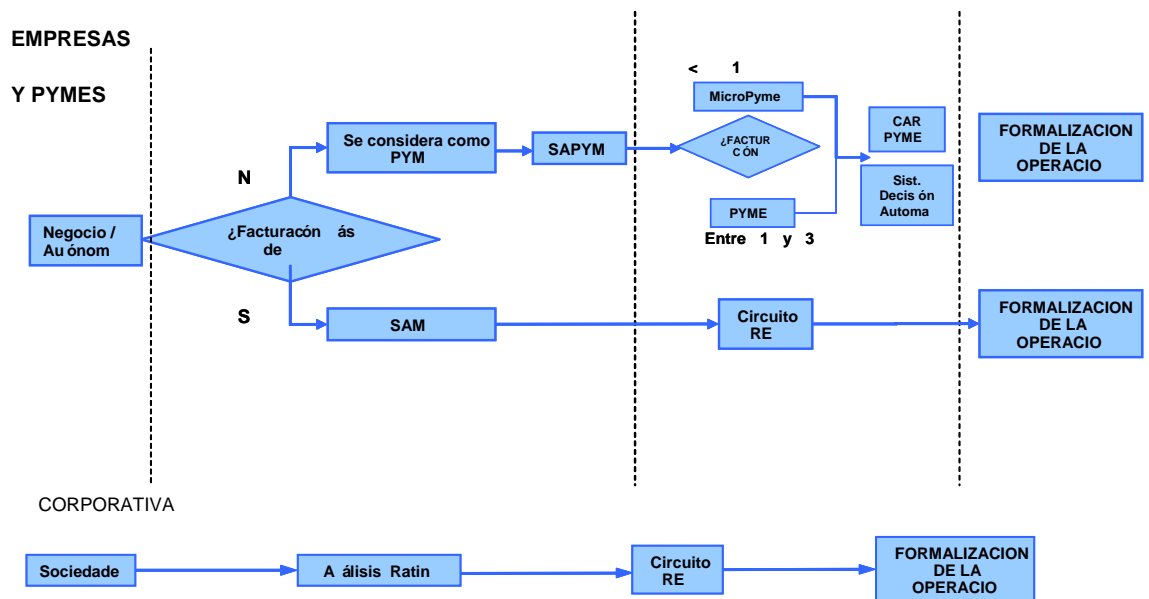 EMPRESAS
Y PYMES
< 1
MicroPyme
¿FACTUR
C ÓN
PYME
Entre 1 y 3
CAR
PYME
Sist.
Decis ón
Automa
FORMALIZACION
DE LA
OPERACIO
Se considera como
PYM
SAPYM
N
Negocio /
Au ónom
¿Facturacón ás
de
S
SAM
Circuito
RE
FORMALIZACION
DE LA
OPERACIO
CORPORATIVA
Sociedade
A álisis Ratin
Circuito
RE
FORMALIZACION
DE LA
OPERACIO